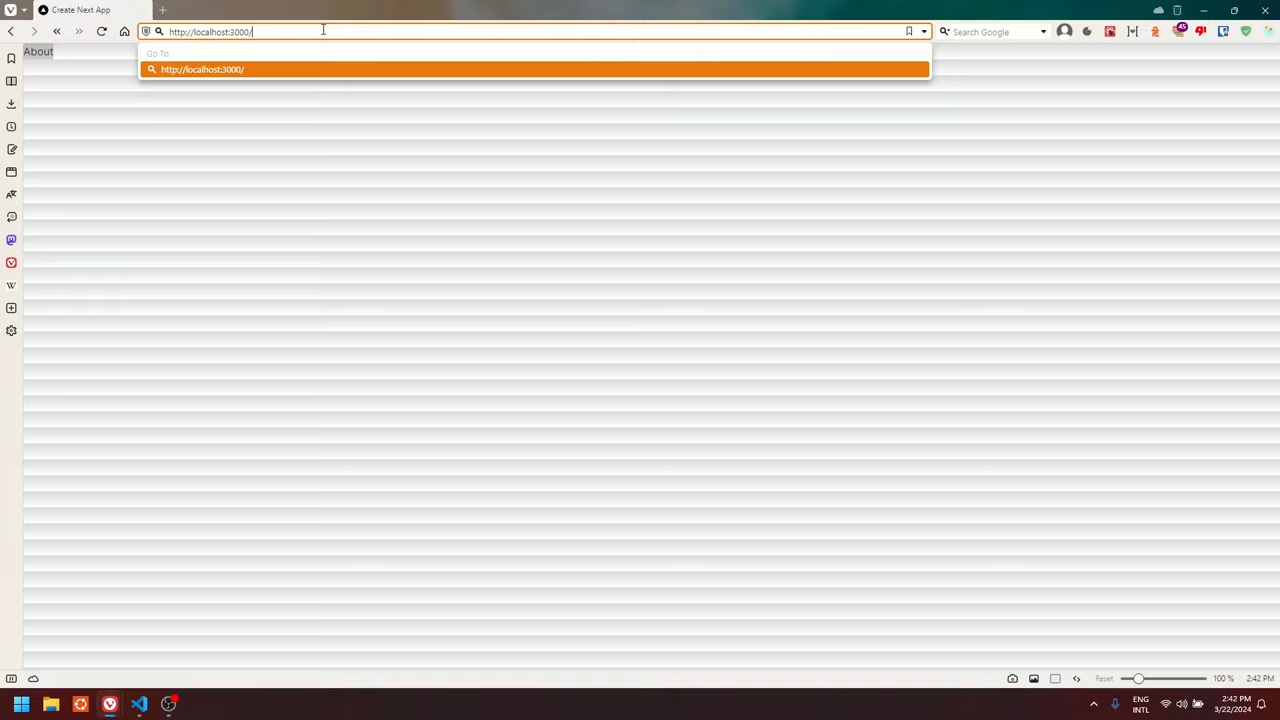 Create Next App
http://localhost:3000/
Search Google
45
About
Go To
http://localhost:3000/
Reset
100 %
2:42 PM
ENG
INTL
2:42 PM
3/22/2024